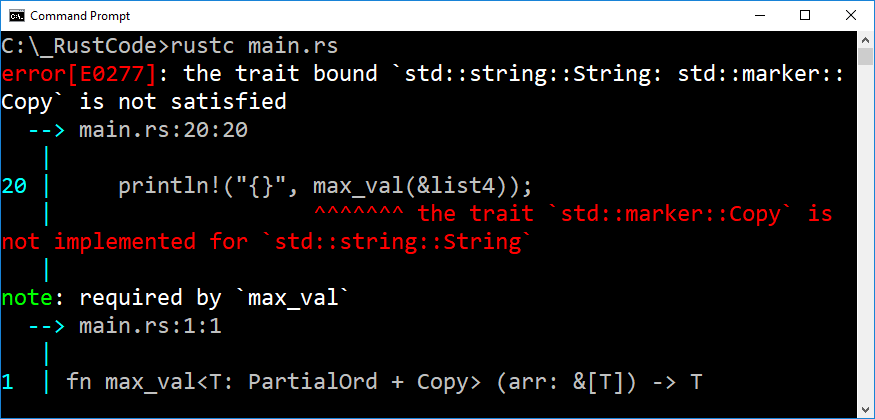 Command Prompt
C:\_RustCode>rustc main.rs
error[E0277]: the trait bound `std::string::String: std::marker::
Copy` is not satisfied
  --> main.rs:20:20
   |
20 |     println!("{}", max_val(&list4));
   |                    ^^^^^^^ the trait `std::marker::Copy` is
not implemented for `std::string::String`
   |
note: required by `max_val`
  --> main.rs:1:1
   |
1  | fn max_val<T: PartialOrd + Copy> (arr: &[T]) -> T